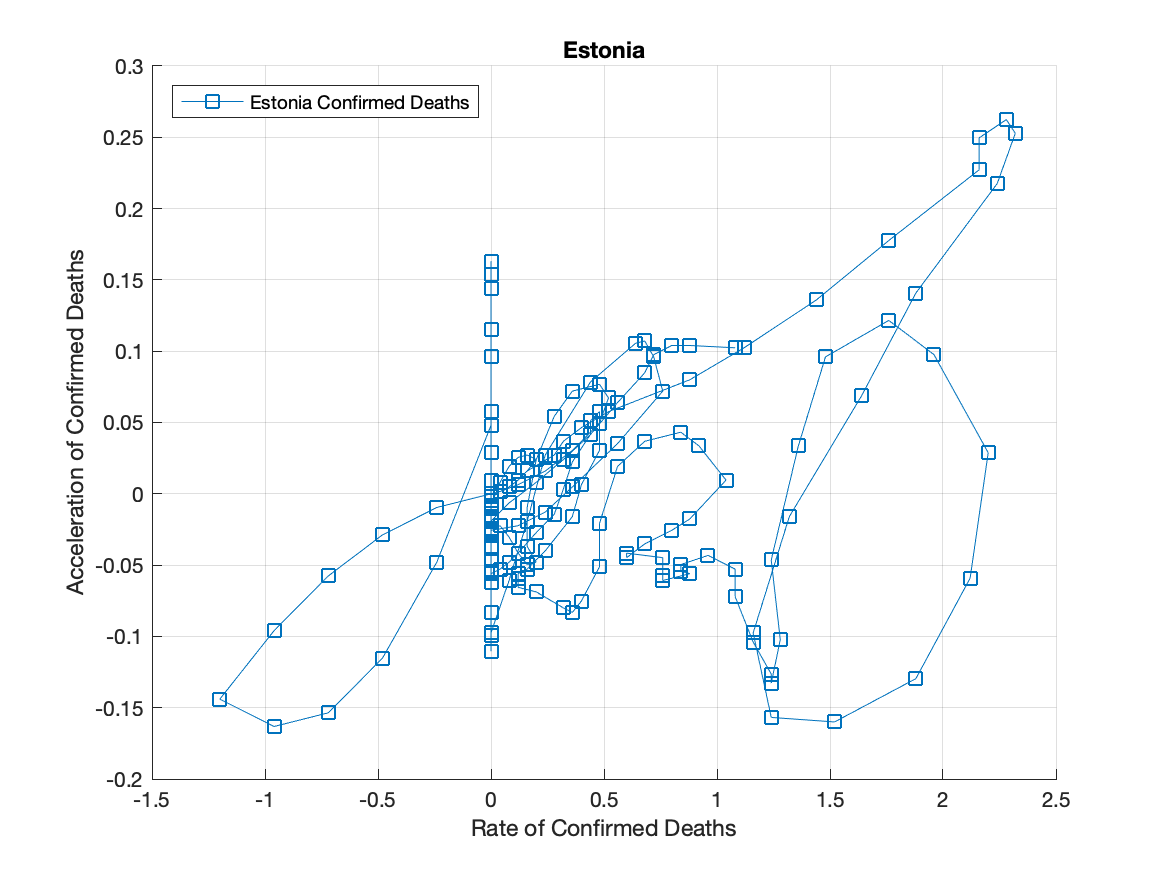 Estonia
Estonia Confirmed Deaths
0.3
0.25
0.2
0.15
0.1
0.05
0
-0.05
-0.1
-0.15
-0.2
Acceleration of Confirmed Deaths
-1.5 -1 -0.5 0 0.5 1 1.5 2 2.5
Rate of Confirmed Deaths